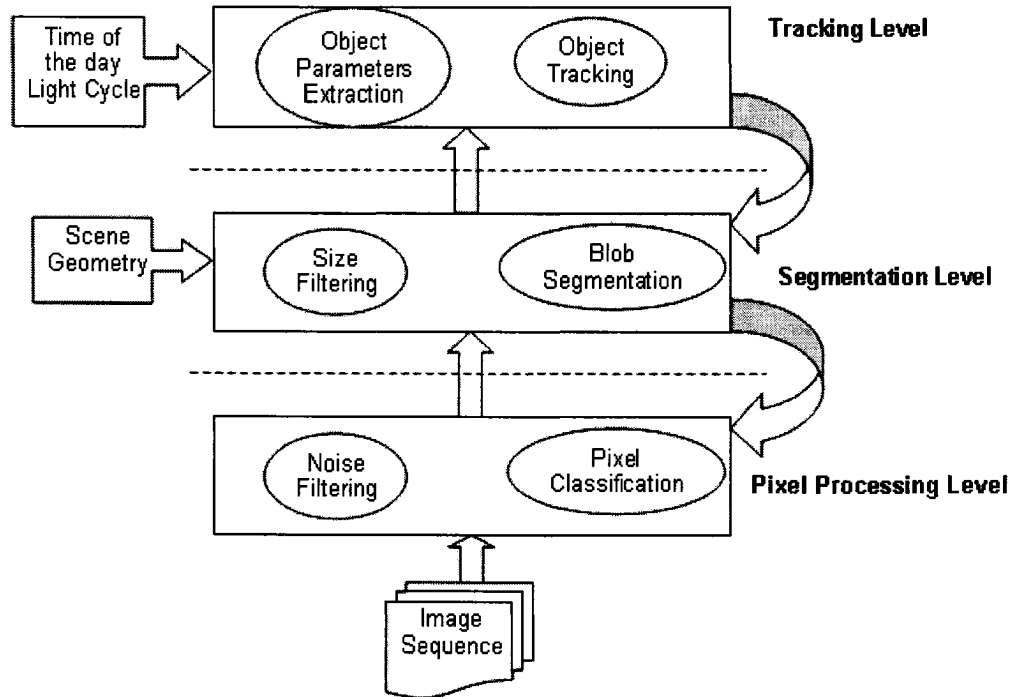 Time of
the day
Light Cycle
Object
Parameters
Extraction
Object
Tracking
Tracking Level
Scene
Geometry
Size
Filtering
Blob
Segmentation
Segmentation Level
Noise
Filtering
Pixel
Classification
Pixel Processing Level
Image
Sequence